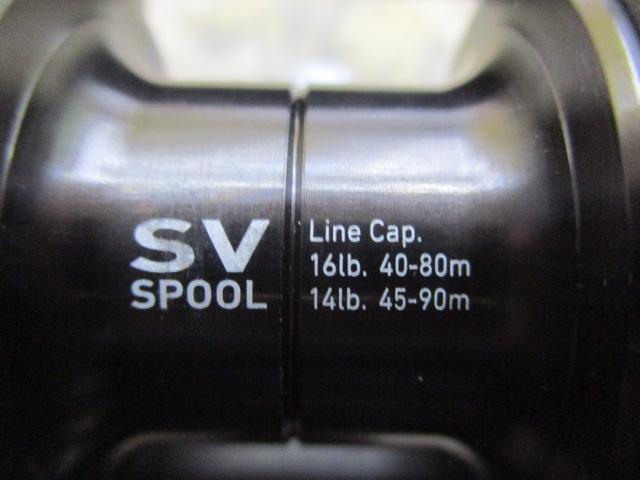 SV
SPOOL
Line Cap.
16lb. 40-80m
14lb. 45-90m